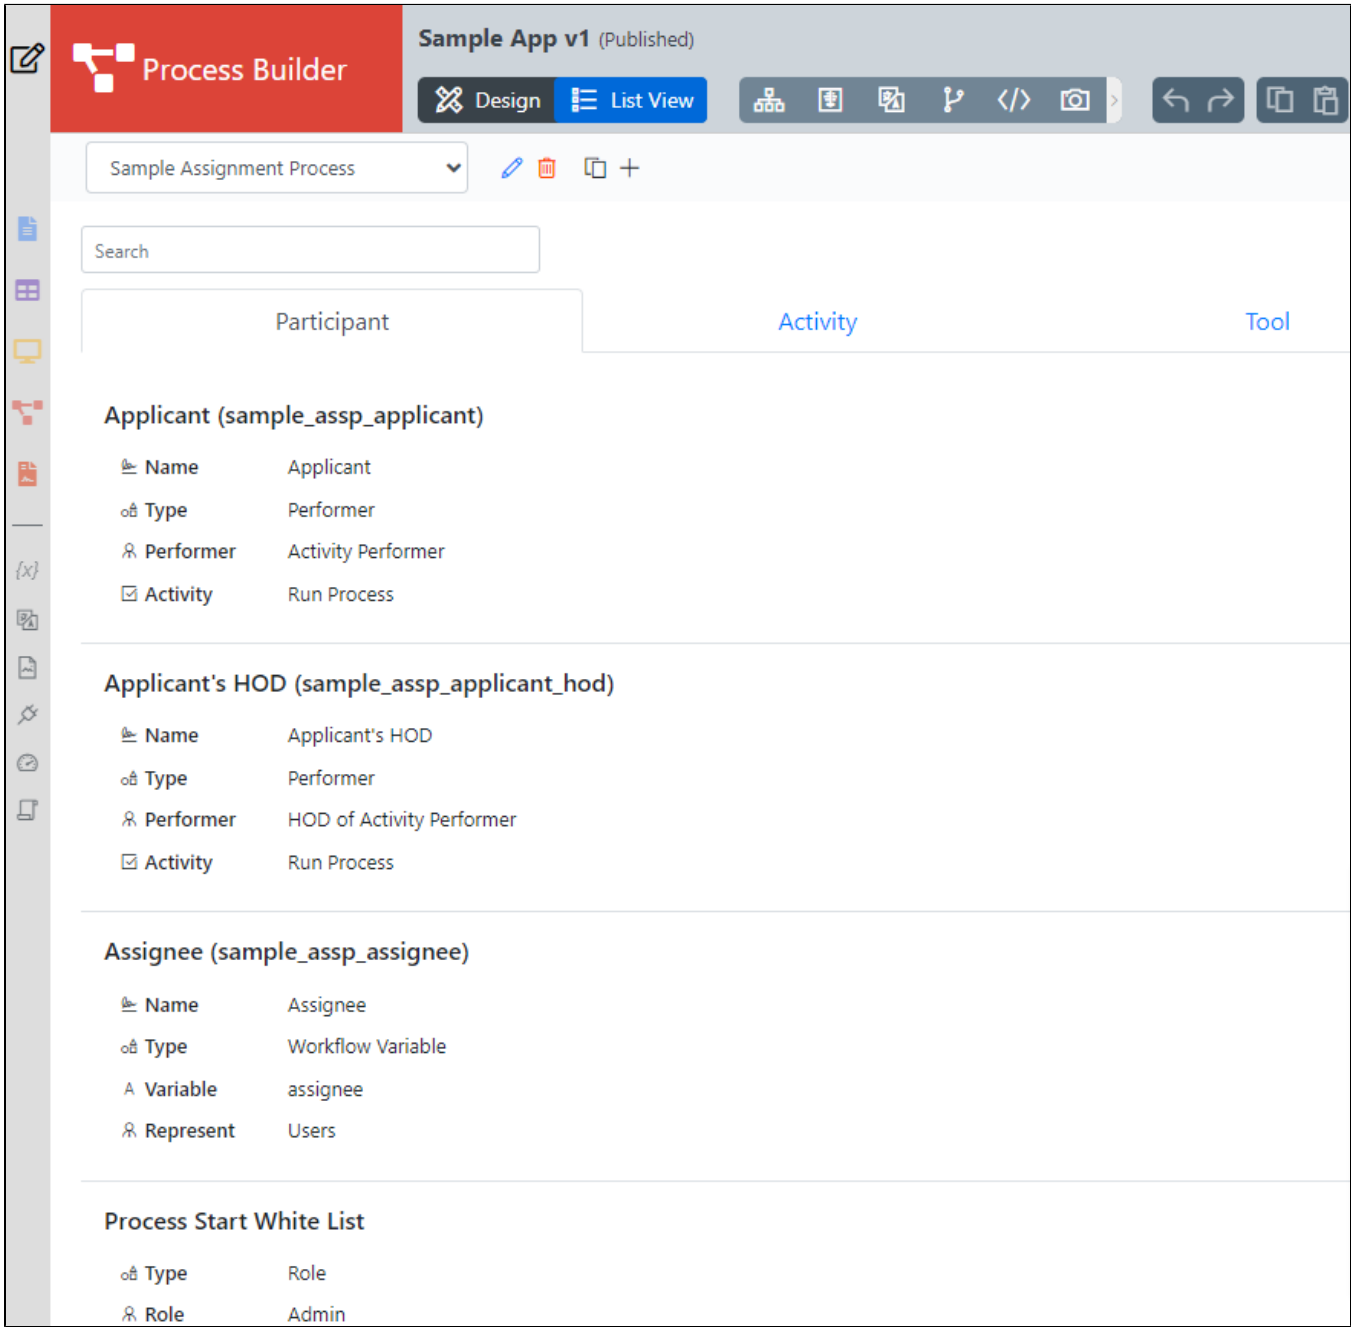 Sample App v1 (Published)
Process Builder
Design
List View
Sample Assignment Process
Search
Participant
Activity
Tool
Applicant (sample_assp_applicant)
Name Applicant
Type Performer
Performer Activity Performer
Activity Run Process
Applicant's HOD (sample_assp_applicant_hod)
Name Applicant's HOD
Type Performer
Performer HOD of Activity Performer
Activity Run Process
Assignee (sample_assp_assignee)
Name Assignee
Type Workflow Variable
A Variable assignee
Represent Users
Process Start White List
Type Role
Role Admin
{x}